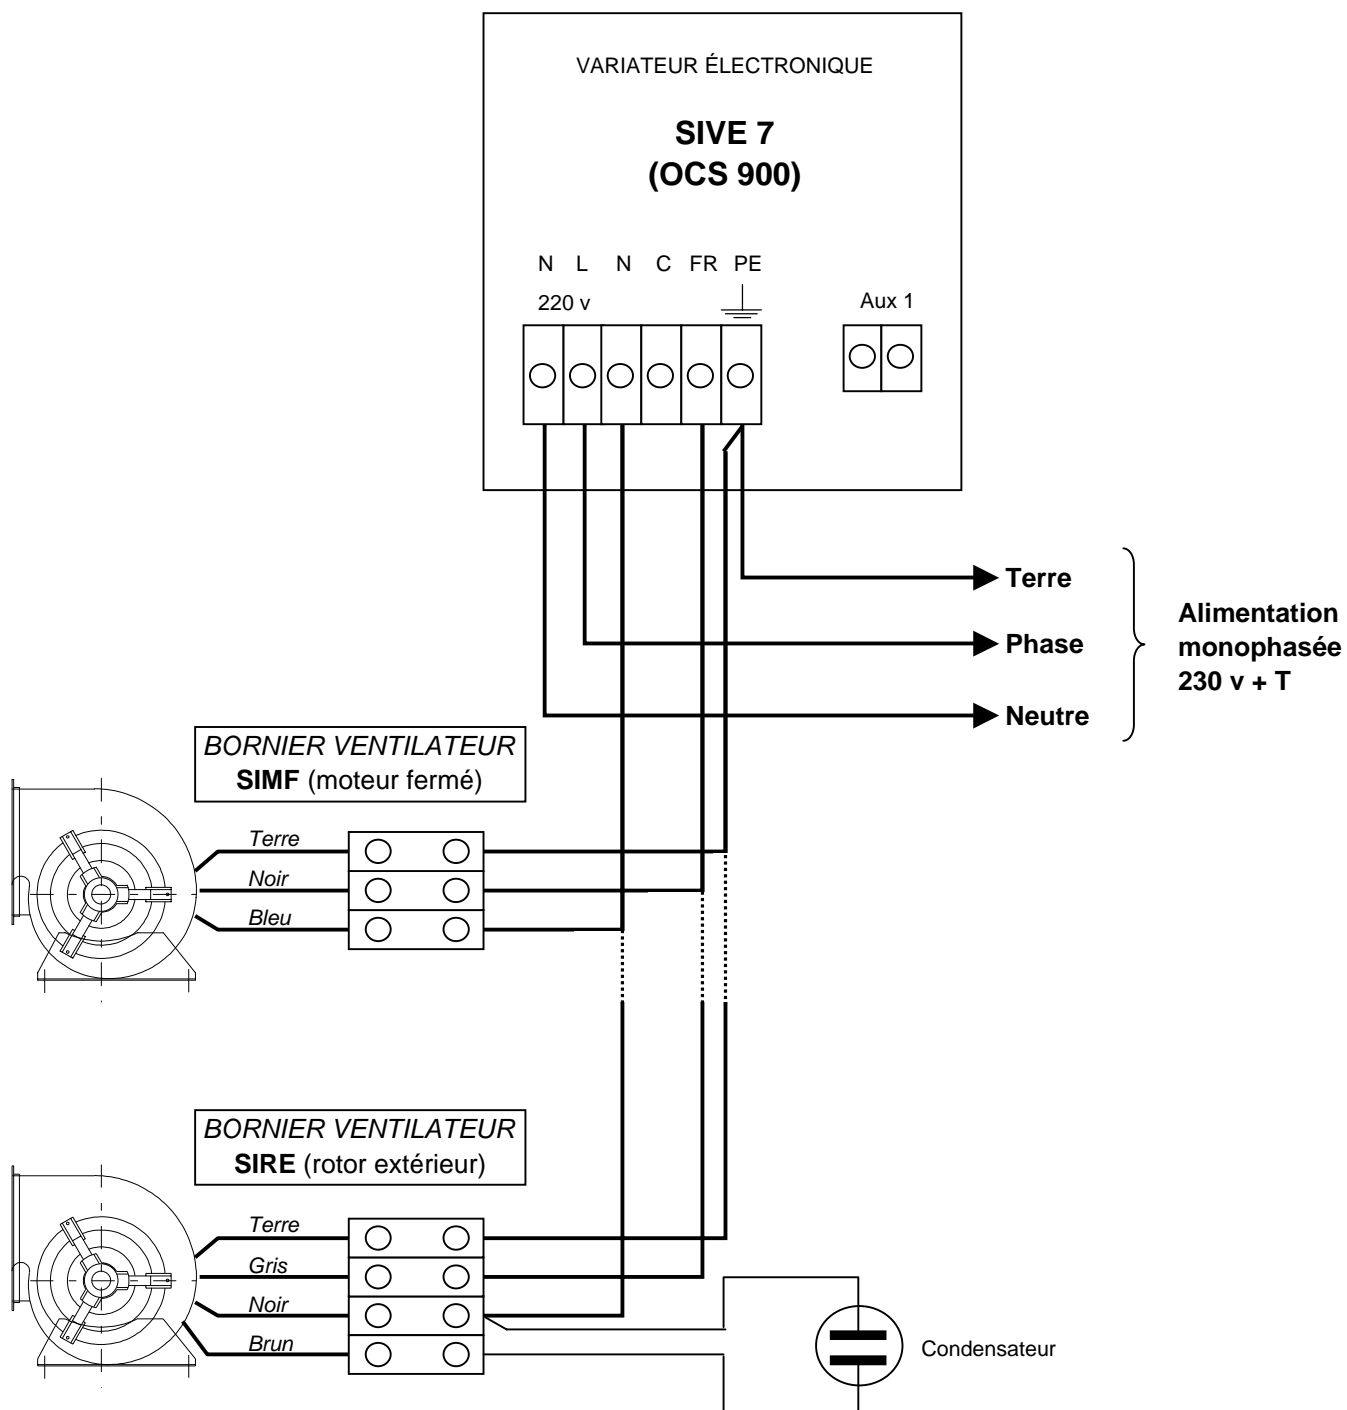 VARIATEUR ÉLECTRONIQUE
SIVE 7
(OCS 900)
N L N C FR PE
220 v
Aux 1
Terre
Phase
Neutre
Alimentation
monophasée
230 v + T
BORNIER VENTILATEUR
SIMF (moteur fermé)
Terre
Noir
Bleu
BORNIER VENTILATEUR
SIRE (rotor extérieur)
Terre
Gris
Noir
Brun
Condensateur